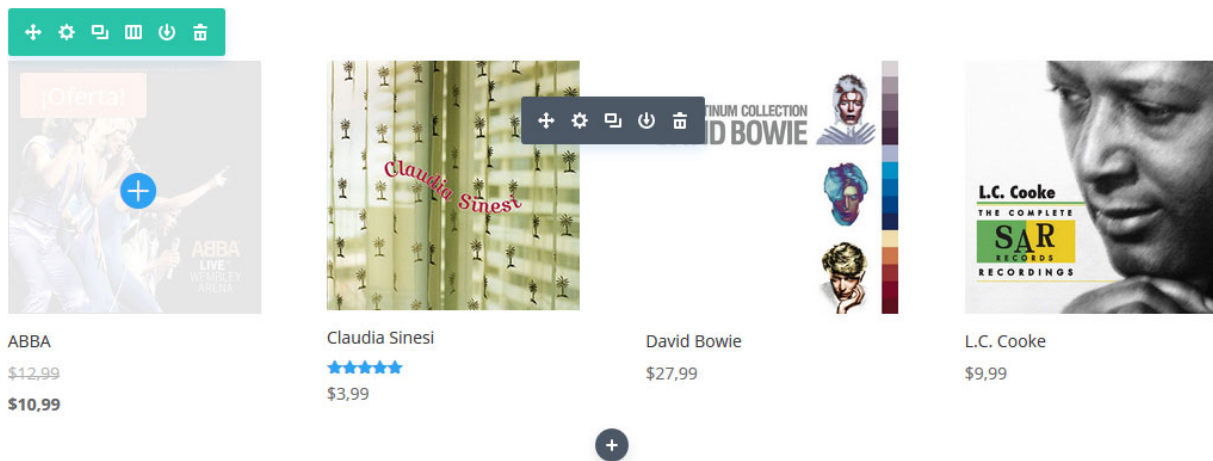 ¡Oferta!
ABBA
LIVE
WEMBLEY
ARENA
Claudia Sinesi
TINUM COLLECTION
ID BOWIE
L.C. Cooke
THE COMPLETE
SAR
RECORDS
RECORDINGS
ABBA
$12,99
$10,99
Claudia Sinesi
$3,99
David Bowie
$27,99
L.C. Cooke
$9,99